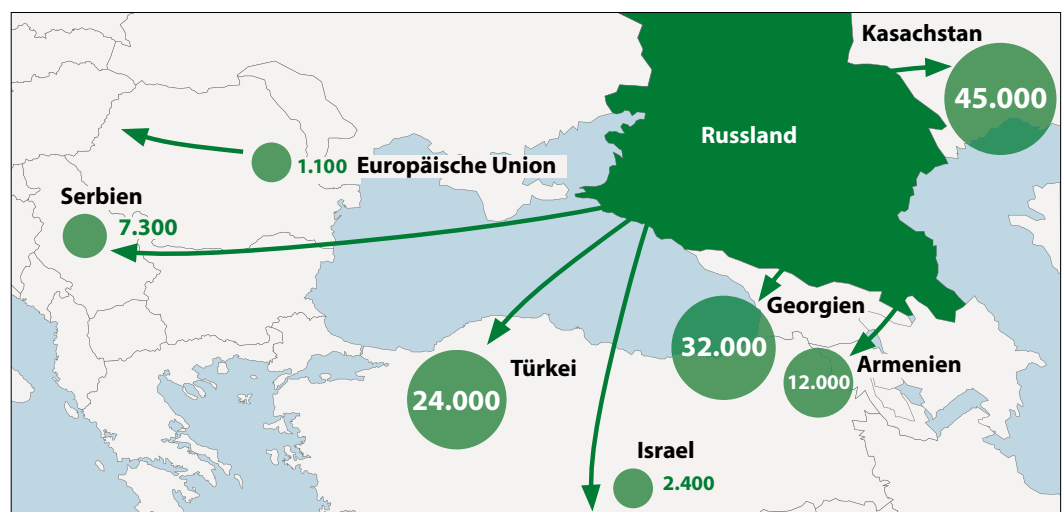 Kasachstan
45.000
Russland
1.100 Europäische Union
Serbien
7.300
Georgien
32.000
Türkei
24.000
Armenien
12.000
Israel
2.400